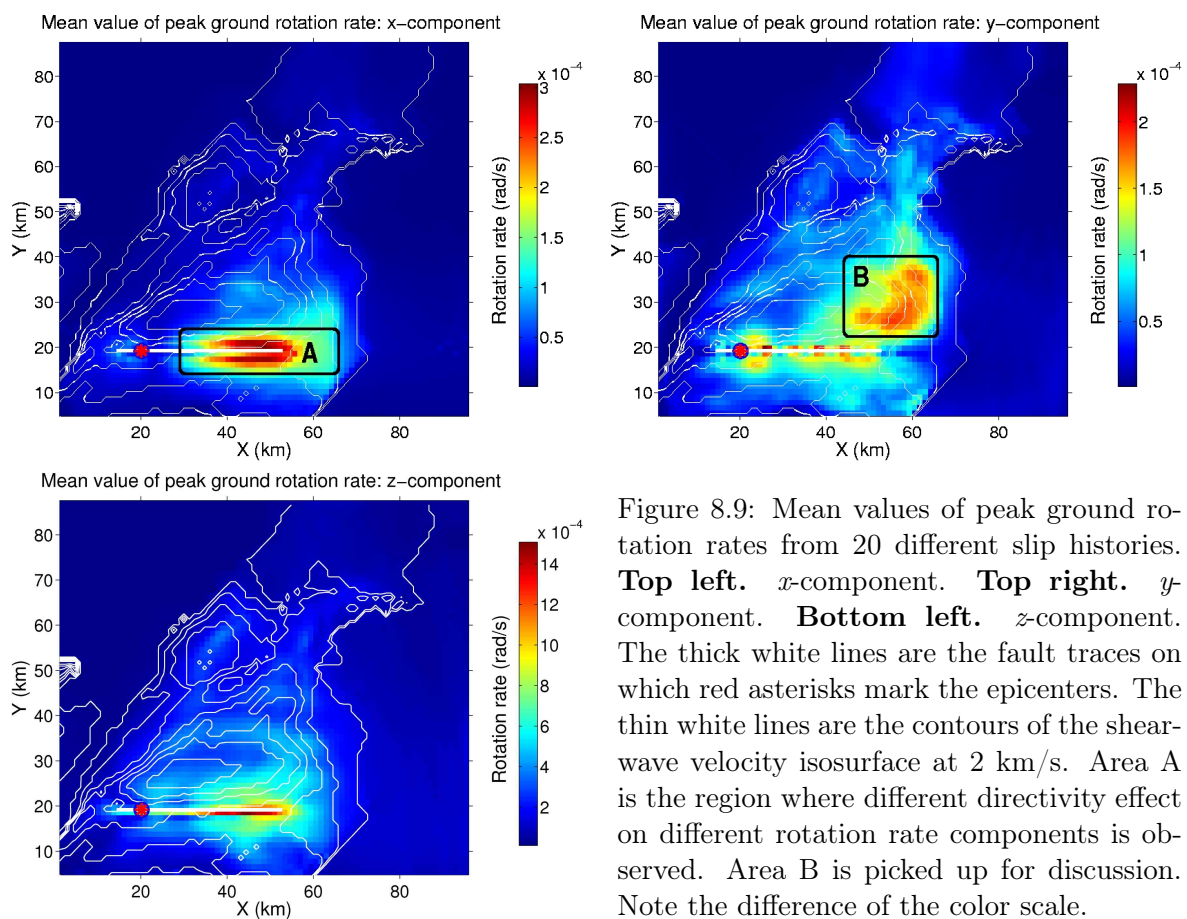 Mean value of peak ground rotation rate: x−component
80
70
60
50
40
30
20
10
Y (km)
20 40 60 80
X (km)
x 10⁻⁴
3
2.5
2
1.5
1
0.5
Rotation rate (rad/s)
A
Mean value of peak ground rotation rate: y−component
80
70
60
50
40
30
20
10
Y (km)
20 40 60 80
X (km)
x 10⁻⁴
2
1.5
1
0.5
Rotation rate (rad/s)
B
Mean value of peak ground rotation rate: z−component
80
70
60
50
40
30
20
10
Y (km)
20 40 60 80
X (km)
x 10⁻⁴
14
12
10
8
6
4
2
Rotation rate (rad/s)
Figure 8.9: Mean values of peak ground ro-
tation rates from 20 different slip histories.
Top left. x-component. Top right. y-
component. Bottom left. z-component.
The thick white lines are the fault traces on
which red asterisks mark the epicenters. The
thin white lines are the contours of the shear-
wave velocity isosurface at 2 km/s. Area A
is the region where different directivity effect
on different rotation rate components is ob-
served. Area B is picked up for discussion.
Note the difference of the color scale.